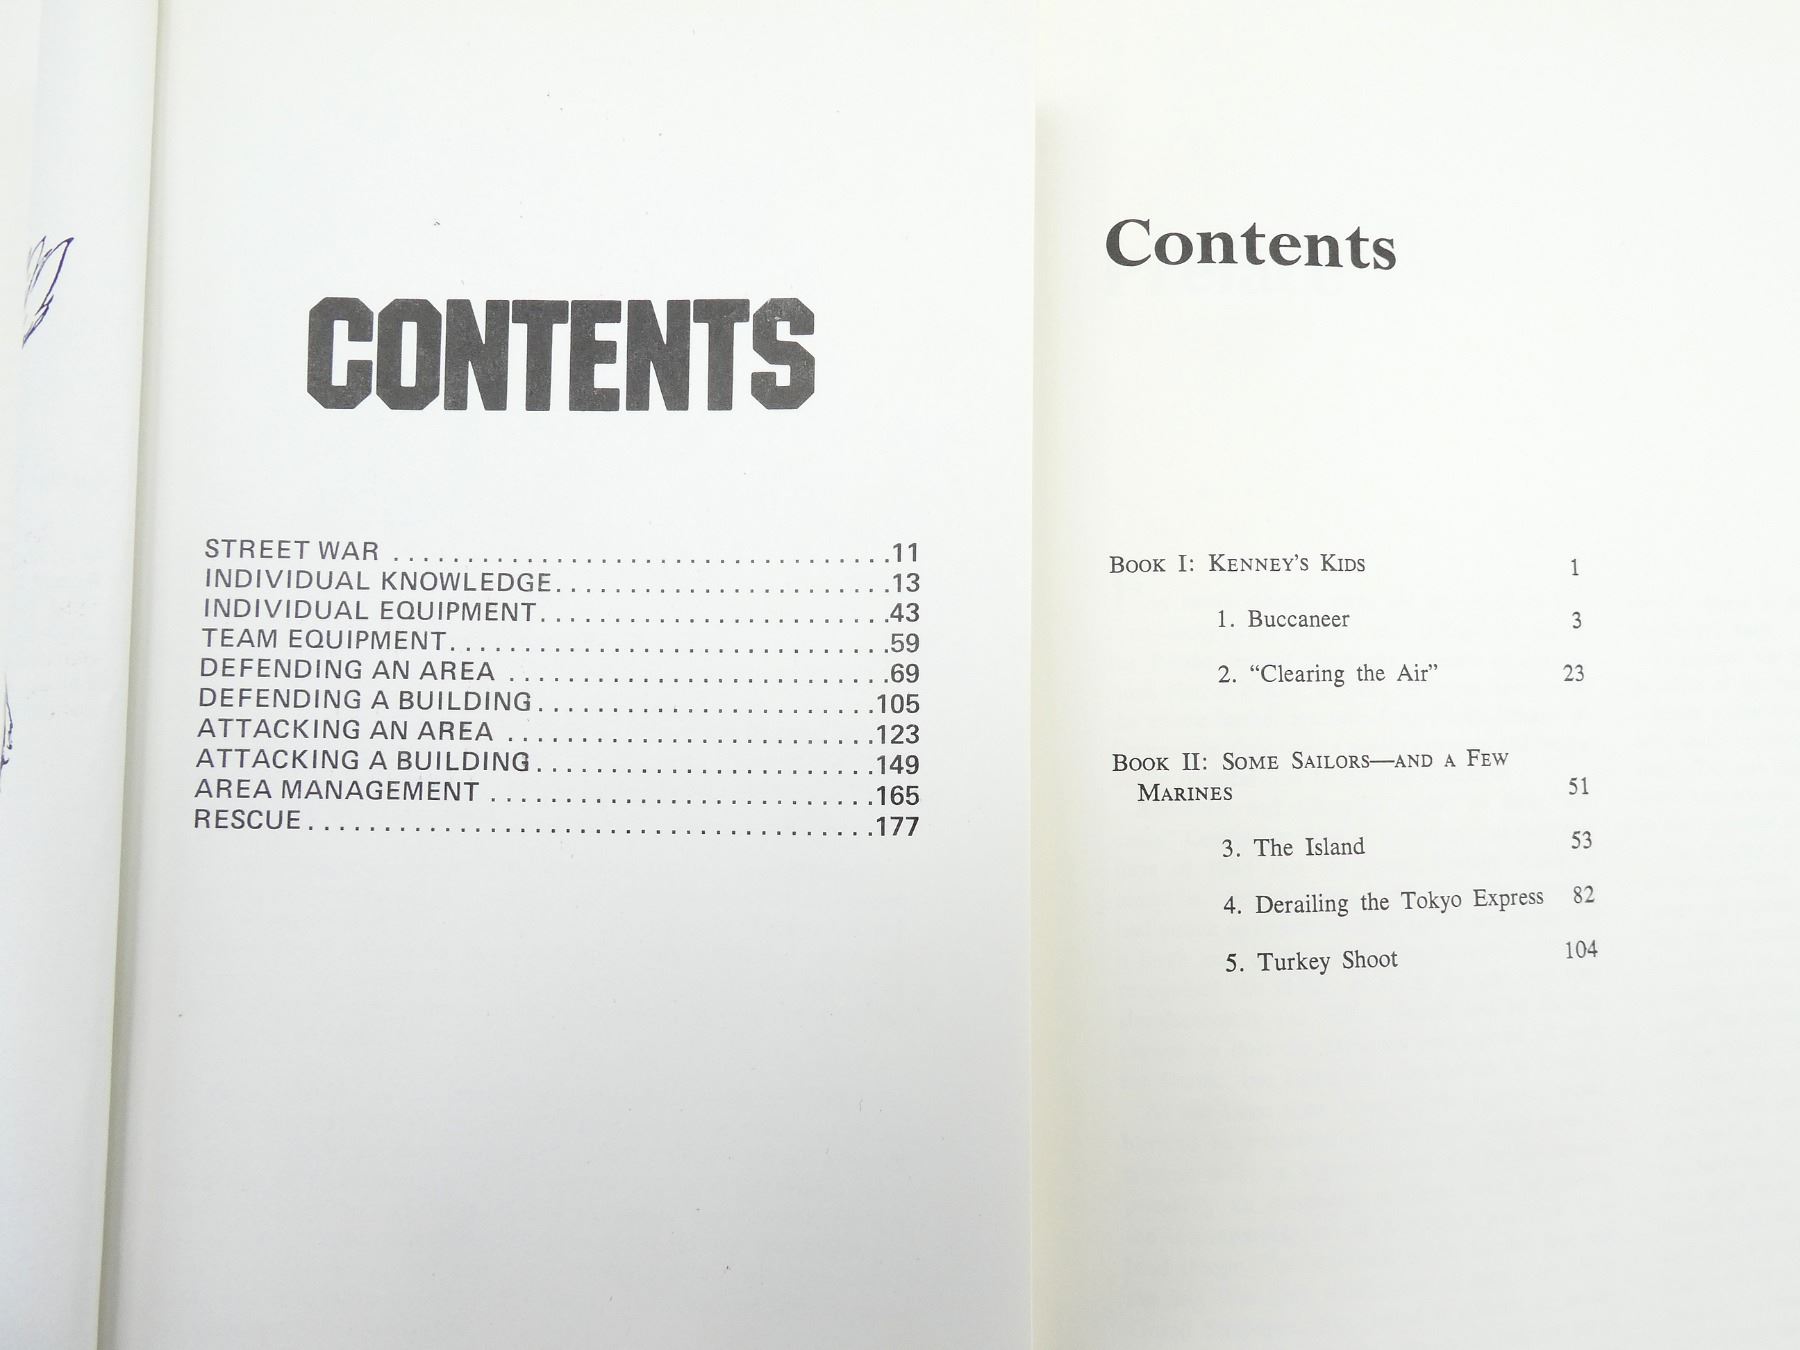 CONTENTS
STREET WAR ........................................11
INDIVIDUAL KNOWLEDGE.............................13
INDIVIDUAL EQUIPMENT..............................43
TEAM EQUIPMENT....................................59
DEFENDING AN AREA ................................69
DEFENDING A BUILDING.............................105
ATTACKING AN AREA ...............................123
ATTACKING A BUILDING.............................149
AREA MANAGEMENT .................................165
RESCUE...........................................177
Contents
BOOK I: KENNEY'S KIDS 1
1. Buccaneer 3
2. “Clearing the Air” 23
BOOK II: SOME SAILORS—AND A FEW
MARINES 51
3. The Island 53
4. Derailing the Tokyo Express 82
5. Turkey Shoot 104